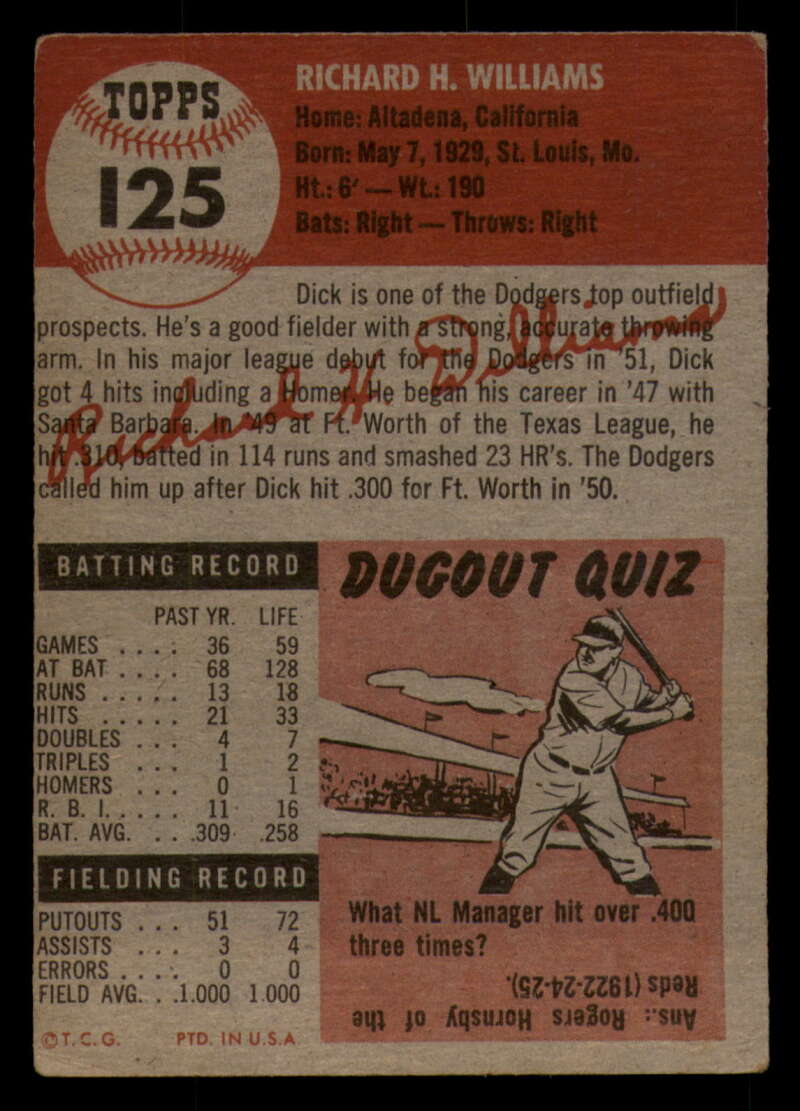 TOPPS
125
RICHARD H. WILLIAMS
Home: Altadena, California
Born: May 7, 1929, St. Louis, Mo.
Ht.: 6' — Wt.: 190
Bats: Right — Throws: Right
Dick is one of the Dodgers top outfield
prospects. He's a good fielder with a strong, accurate throwing
arm. In his major league debut for the Dodgers in '51, Dick
got 4 hits including a Homer. He began his career in '47 with
Santa Barbara. In '49 at Ft. Worth of the Texas League, he
hit .310, batted in 114 runs and smashed 23 HR's. The Dodgers
called him up after Dick hit .300 for Ft. Worth in '50.
Richard H Williams
BATTING RECORD
PAST YR. LIFE
GAMES . . . . 36 59
AT BAT . . . . 68 128
RUNS . . . . . 13 18
HITS . . . . . 21 33
DOUBLES . . . 4 7
TRIPLES . . . 1 2
HOMERS . . . 0 1
R. B. I. . . . . 11 16
BAT. AVG. . . .309 .258
FIELDING RECORD
PUTOUTS . . . 51 72
ASSISTS . . . 3 4
ERRORS . . . . 0 0
FIELD AVG. . .1.000 1.000
© T. C. G. PTD. IN U.S.A
DUGOUT QUIZ
What NL Manager hit over .400
three times?
Ans.: Rogers Hornsby of the
Reds (1922-24-25).